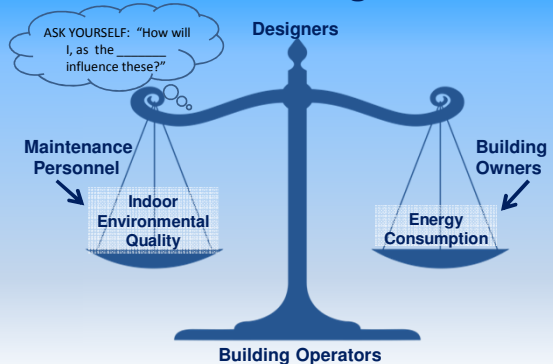 ASK YOURSELF: “How will
I, as the _______
influence these?”
Designers
Maintenance
Personnel
Building
Owners
Indoor
Environmental
Quality
Energy
Consumption
Building Operators